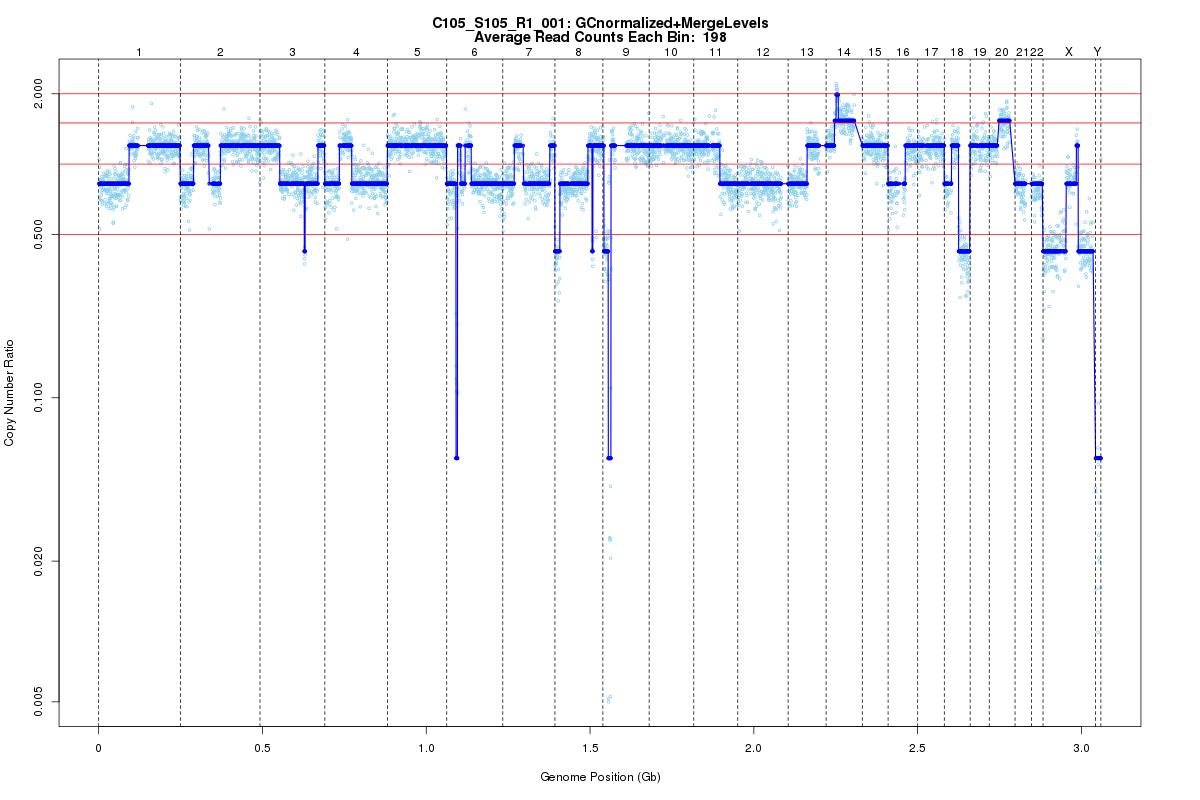 C105_S105_R1_001: GCnormalized+MergeLevels
Average Read Counts Each Bin: 198
1 2 3 4 5 6 7 8 9 10 11 12 13 14 15 16 17 18 19 20 21 22 X Y
2.000
0.500
0.100
0.020
0.005
Copy Number Ratio
0 0.5 1.0 1.5 2.0 2.5 3.0
Genome Position (Gb)